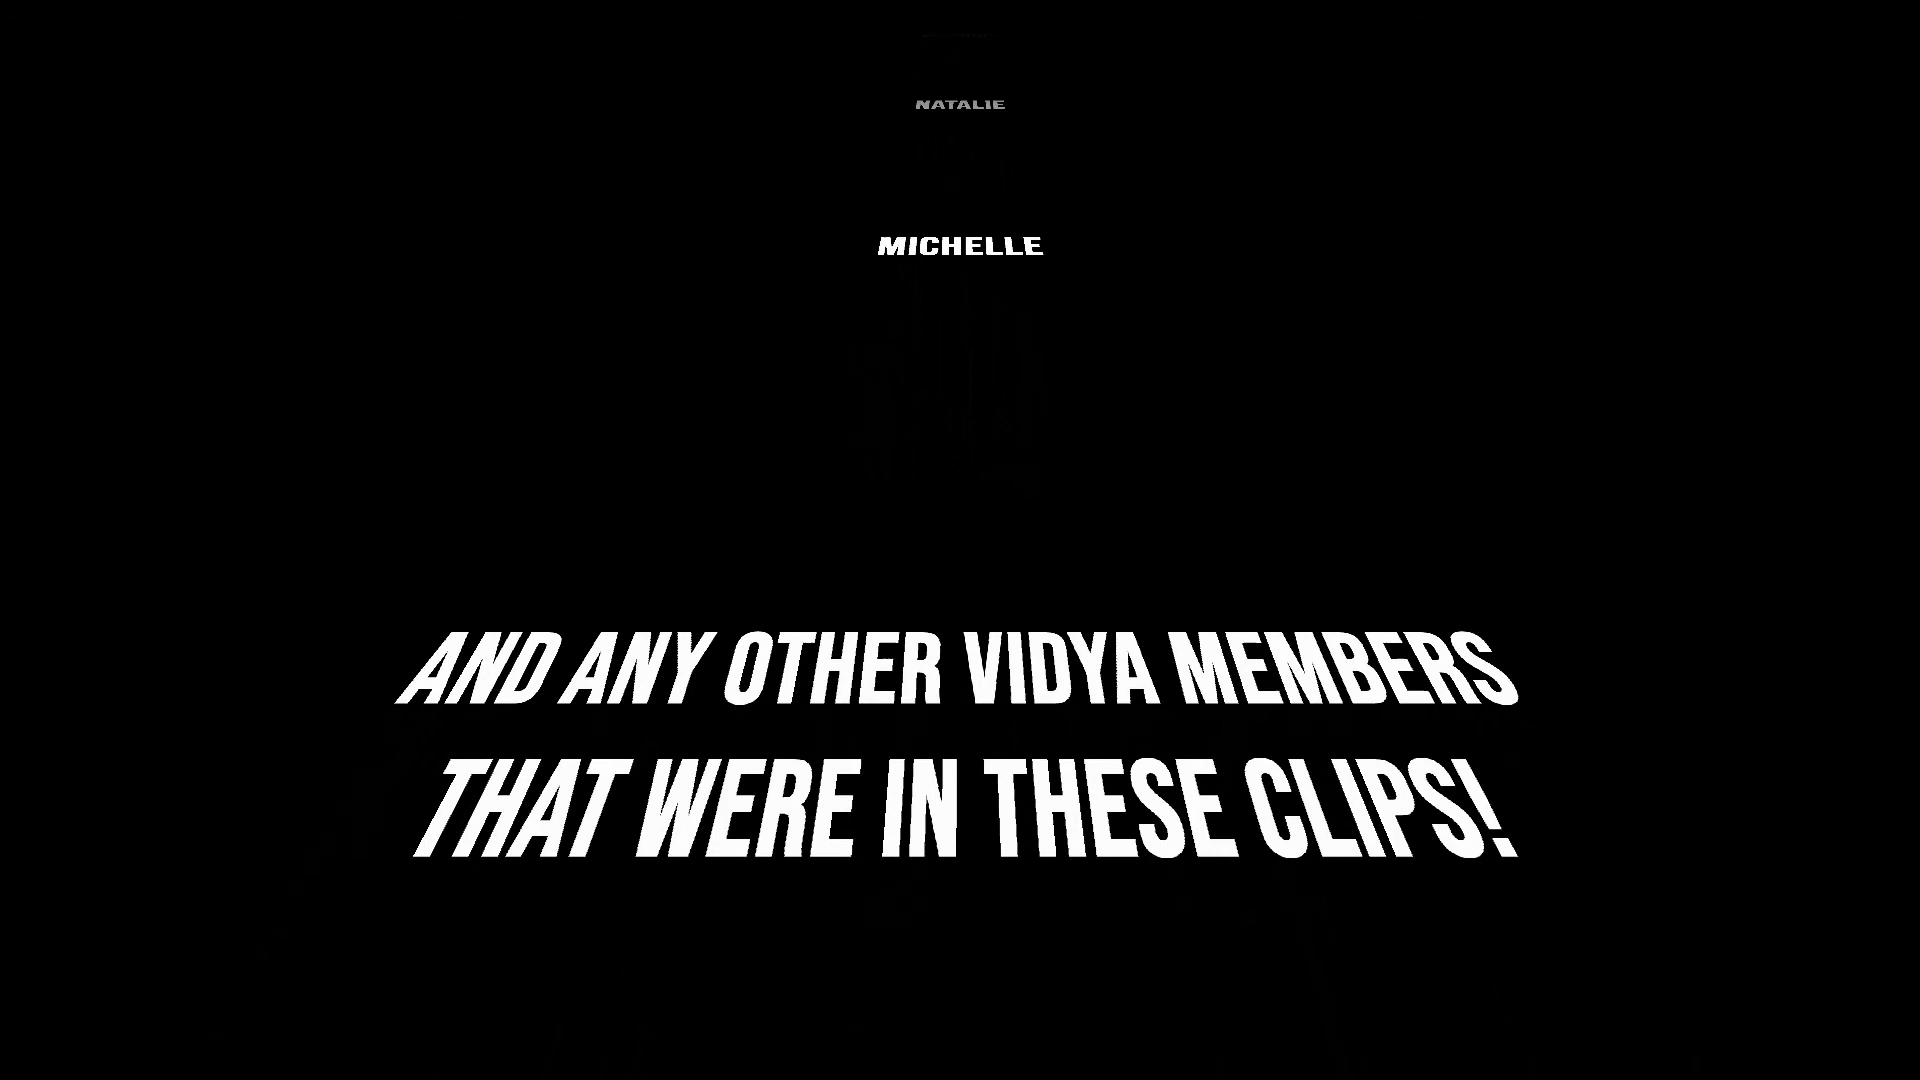 NATALIE
MICHELLE
AND ANY OTHER VIDYA MEMBERS
THAT WERE IN THESE CLIPS!